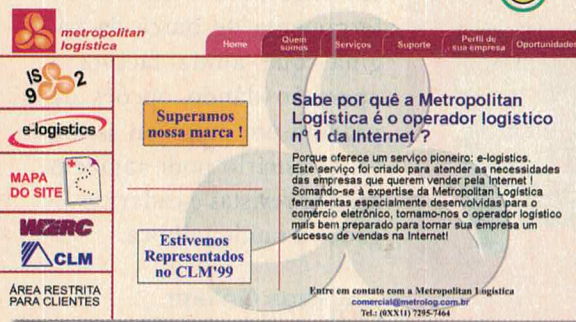 metropolitan
logística
Home
Quem
somos
Serviços
Suporte
Perfil de
sua empresa
Oportunidades
IS
9 2
e-logistics
MAPA
DO SITE
WERC
CLM
ÁREA RESTRITA
PARA CLIENTES
Superamos
nossa marca !
Estivemos
Representados
no CLM'99
Sabe por quê a Metropolitan
Logística é o operador logístico
nº 1 da Internet ?
Porque oferece um serviço pioneiro: e-logistics.
Este serviço foi criado para atender as necessidades
das empresas que querem vender pela Internet !
Somando-se à expertise da Metropolitan Logística
ferramentas especialmente desenvolvidas para o
comércio eletrônico, tornamo-nos o operador logístico
mais bem preparado para tornar sua empresa um
sucesso de vendas na Internet!
Entre em contato com a Metropolitan Logística
comercial@metrolog.com.br
Tel.: (0XX11) 7295-7464